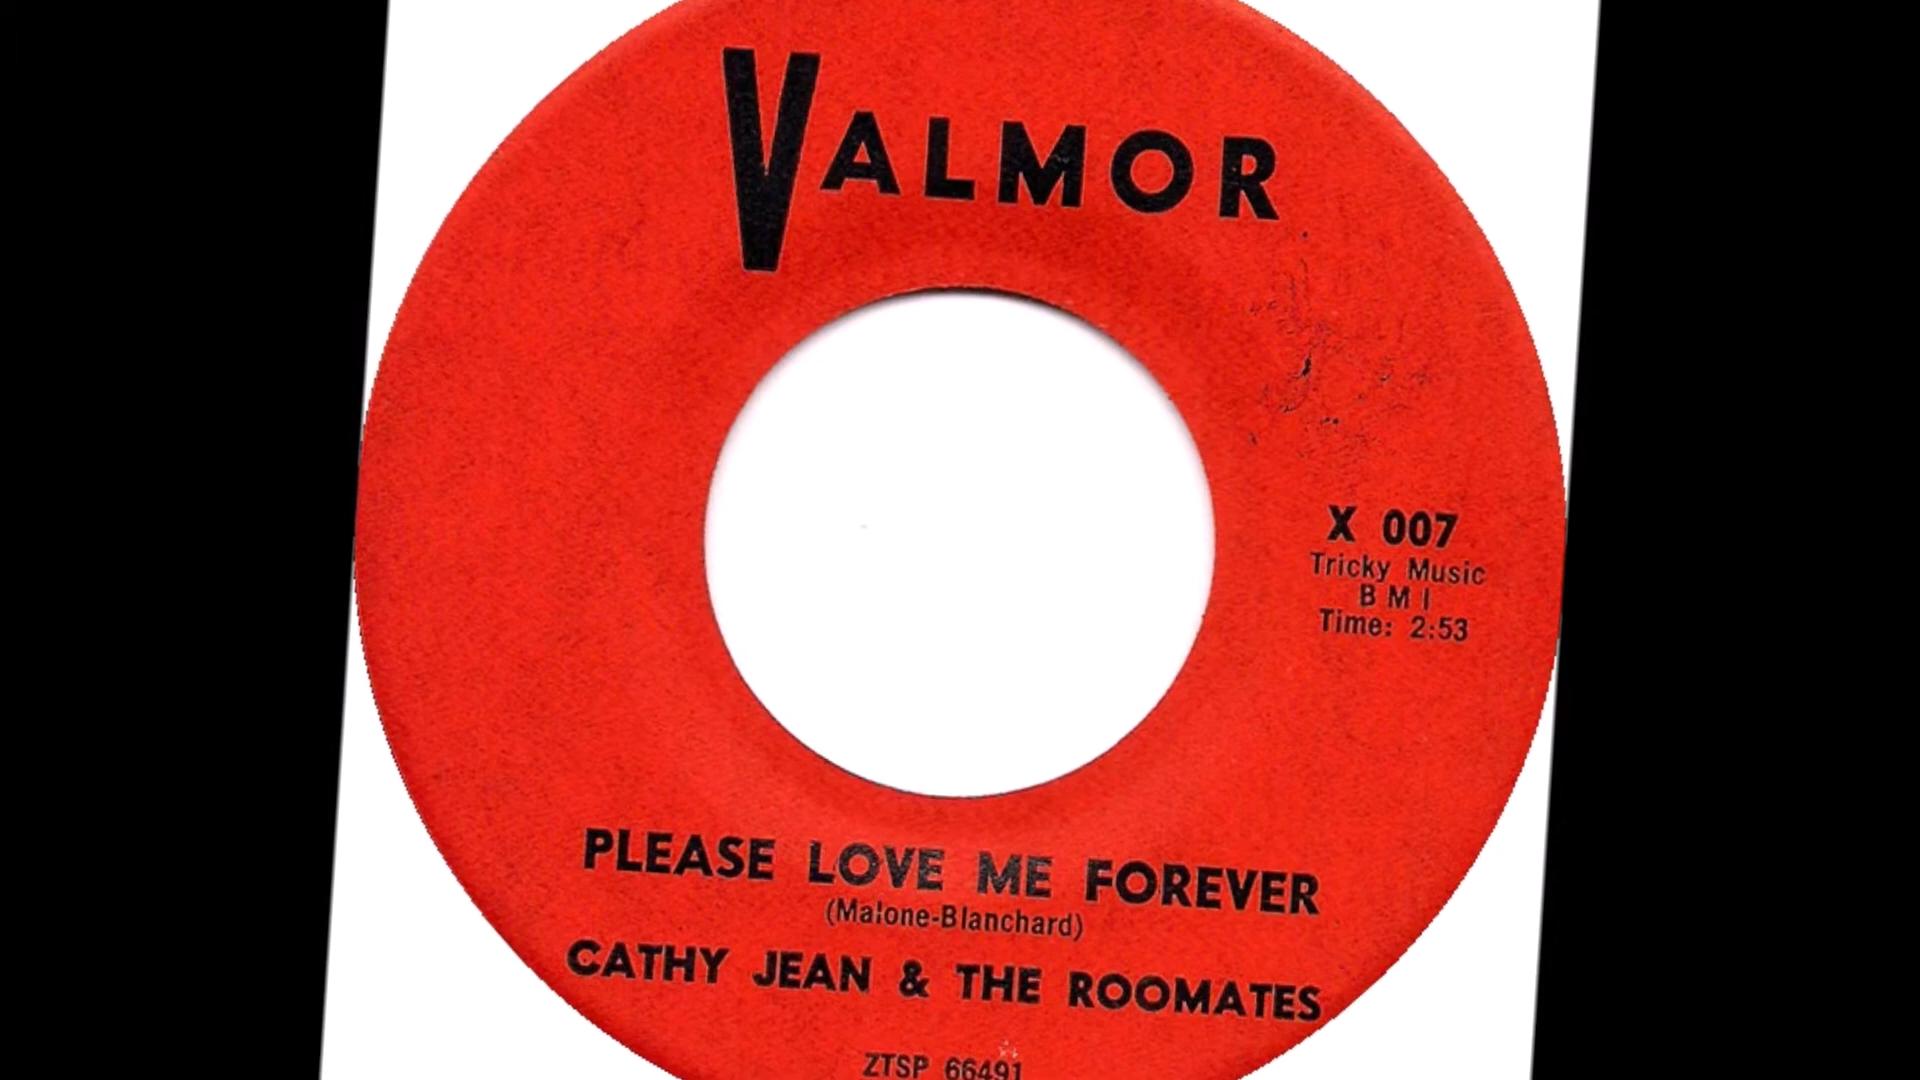 VALMOR
X 007
Tricky Music
BMI
Time: 2:53
PLEASE LOVE ME FOREVER
(Malone-Blanchard)
CATHY JEAN & THE ROOMATES
ZTSP 66491